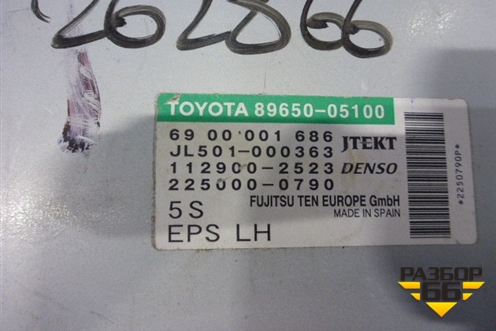 262866
TOYOTA 89650-05100
69 00 001 686 JTEKT
JL501-000363
112900-2523 DENSO
225000-0790
5S FUJITSU TEN EUROPE GmbH
MADE IN SPAIN
EPS LH
*2250790P*
РАЗБОР
66